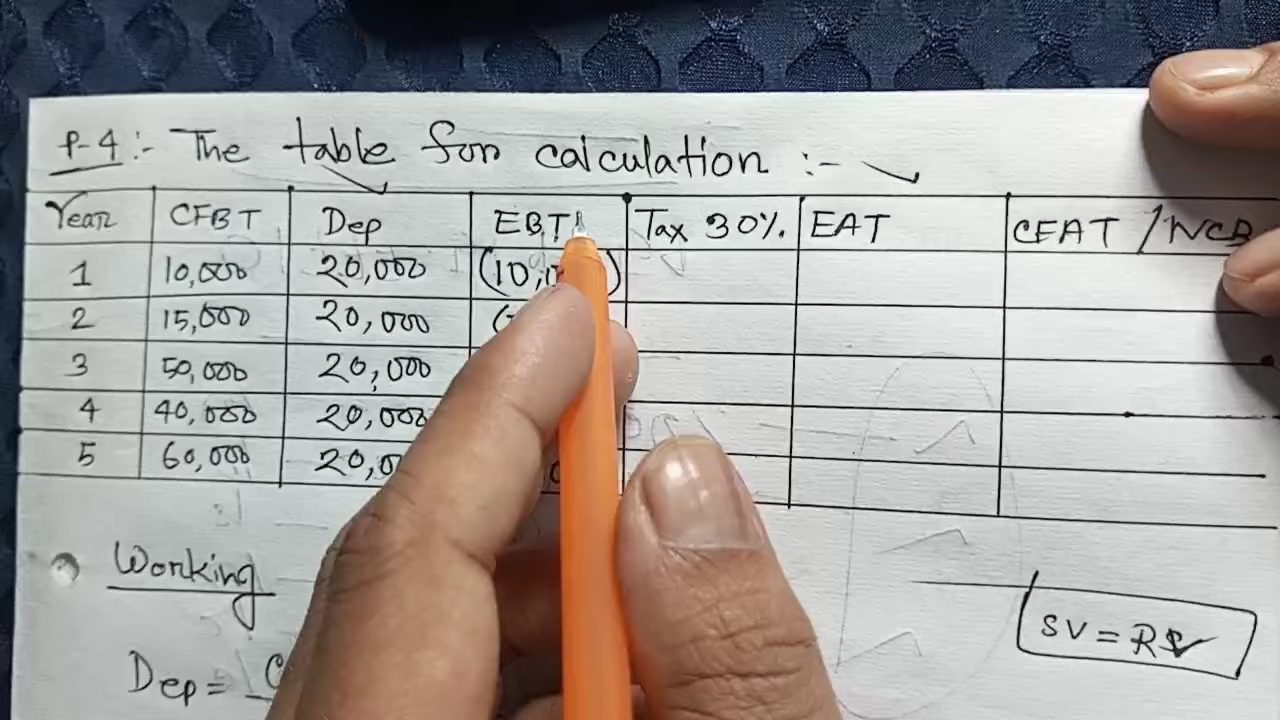 P-4:- The table for calculation :-
Year CFBT Dep EBT Tax 30% EAT CFAT / NCB
1 10,000 20,000
2 15,000 20,000
3 50,000 20,000
4 40,000 20,000
5 60,000
Working
SV = RS
Dep =